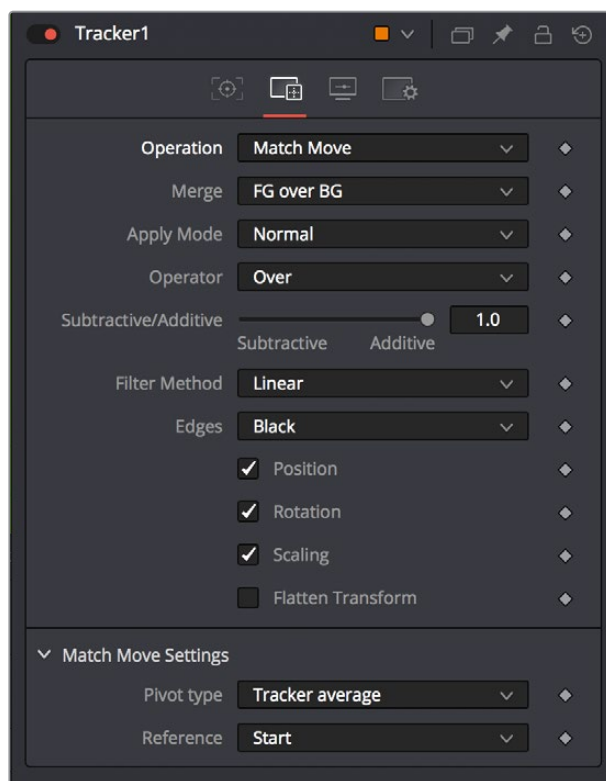 Tracker1
Operation Match Move
Merge FG over BG
Apply Mode Normal
Operator Over
Subtractive/Additive 1.0
Subtractive Additive
Filter Method Linear
Edges Black
Position
Rotation
Scaling
Flatten Transform
Match Move Settings
Pivot type Tracker average
Reference Start